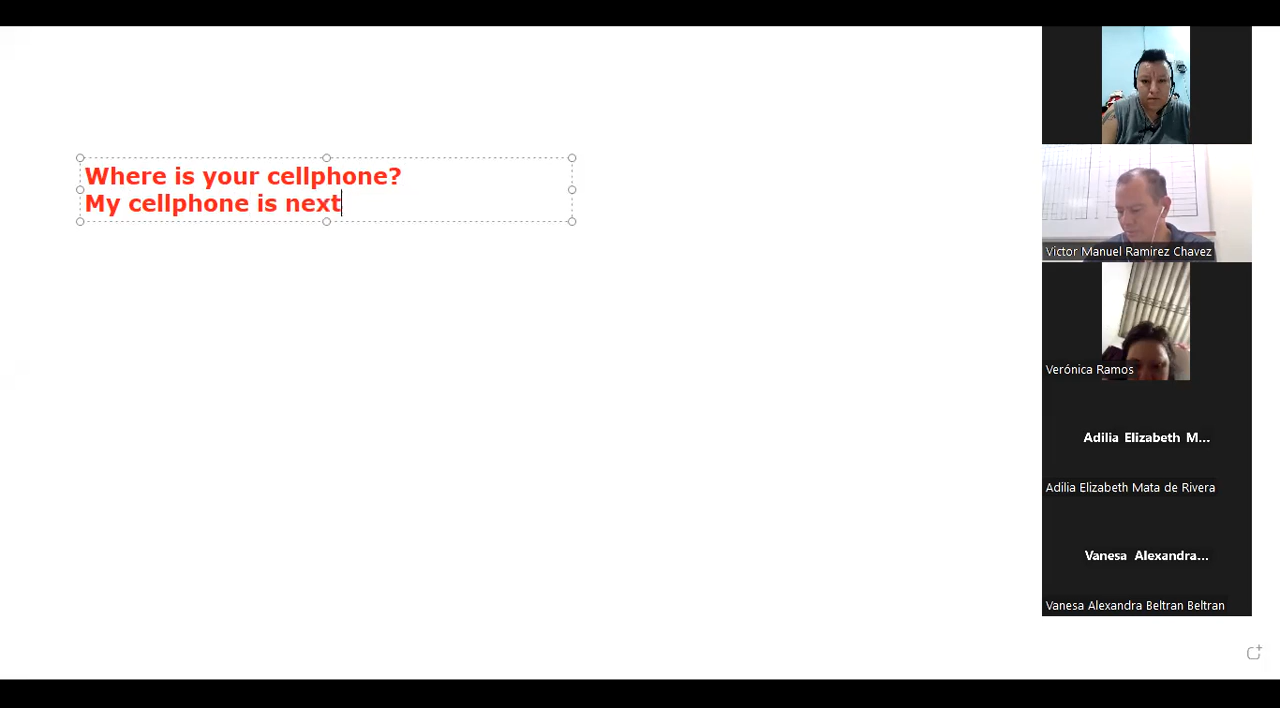 Where is your cellphone?
My cellphone is next
Victor Manuel Ramirez Chavez
Verónica Ramos
Adilia Elizabeth M...
Adilia Elizabeth Mata de Rivera
Vanesa Alexandra...
Vanesa Alexandra Beltran Beltran